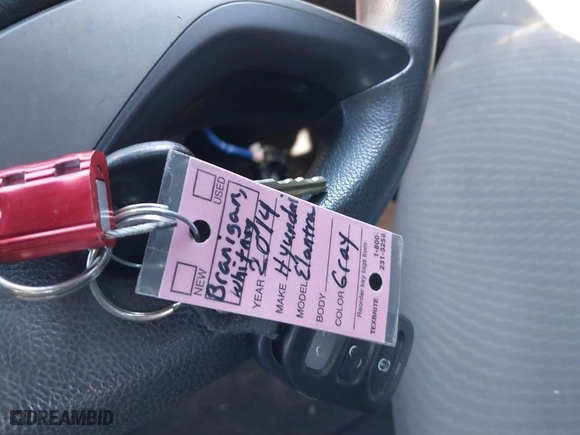 USED
NEW
Branigan,
Whitney
YEAR 2014
MAKE Hyundai
MODEL Elantra
BODY
COLOR Gray
Reorder key tags from
TEXBRITE 1-800-
231-3256
DREAMBID